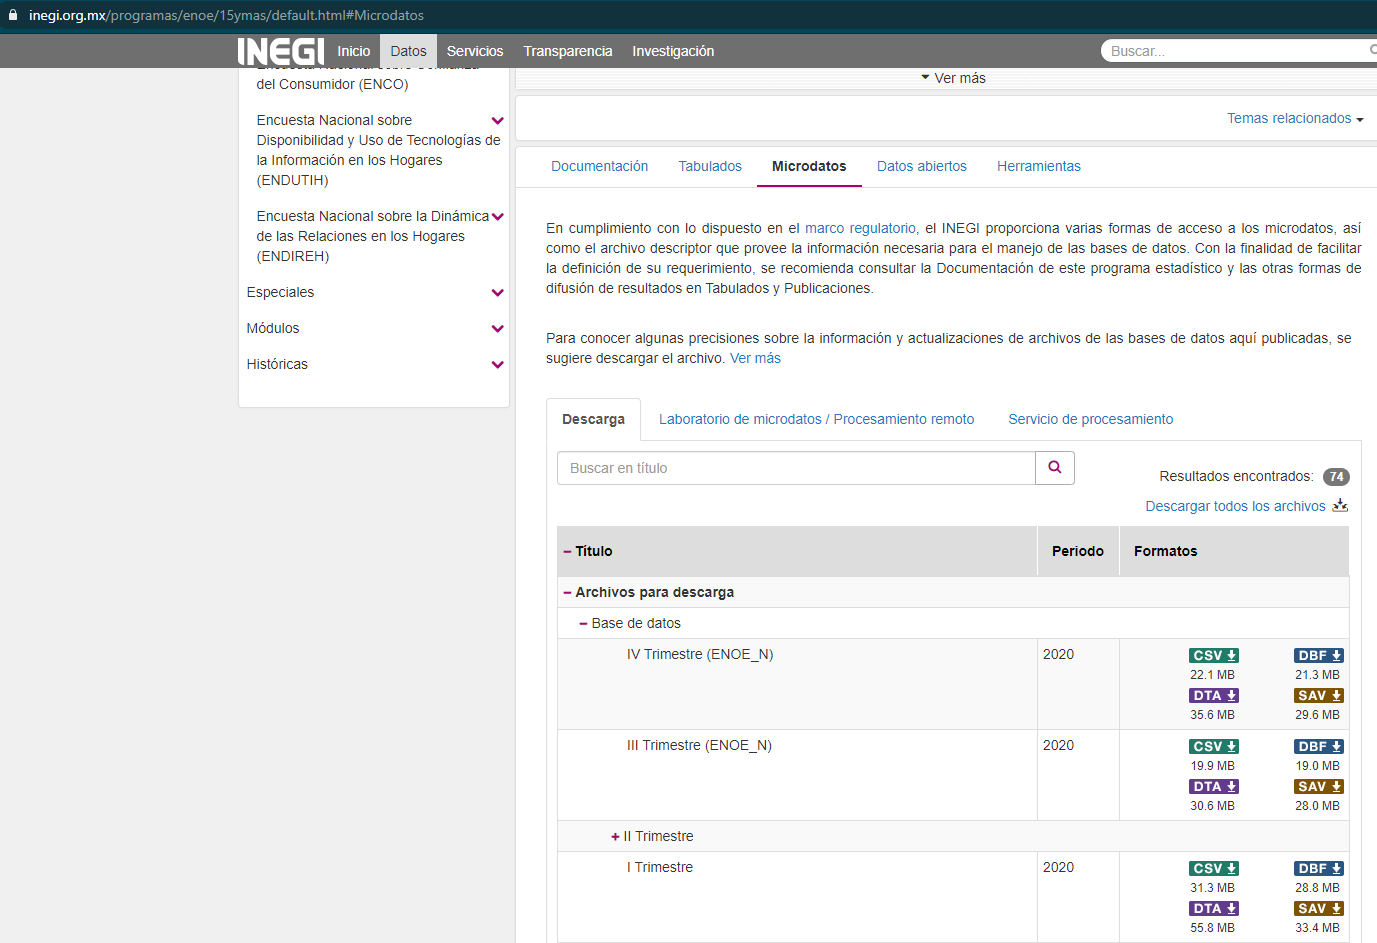 inegi.org.mx/programas/enoe/15ymas/default.html#Microdatos
INEGI Inicio Datos Servicios Transparencia Investigación Buscar...
Encuesta Nacional sobre Confianza
del Consumidor (ENCO)
Encuesta Nacional sobre
Disponibilidad y Uso de Tecnologías de
la Información en los Hogares
(ENDUTIH)
Encuesta Nacional sobre la Dinámica
de las Relaciones en los Hogares
(ENDIREH)
Especiales
Módulos
Históricas
Ver más
Temas relacionados
Documentación Tabulados Microdatos Datos abiertos Herramientas
En cumplimiento con lo dispuesto en el marco regulatorio, el INEGI proporciona varias formas de acceso a los microdatos, así
como el archivo descriptor que provee la información necesaria para el manejo de las bases de datos. Con la finalidad de facilitar
la definición de su requerimiento, se recomienda consultar la Documentación de este programa estadístico y las otras formas de
difusión de resultados en Tabulados y Publicaciones.
Para conocer algunas precisiones sobre la información y actualizaciones de archivos de las bases de datos aquí publicadas, se
sugiere descargar el archivo. Ver más
Descarga Laboratorio de microdatos / Procesamiento remoto Servicio de procesamiento
Buscar en título
Resultados encontrados: 74
Descargar todos los archivos
Título Periodo Formatos
Archivos para descarga
Base de datos
IV Trimestre (ENOE_N) 2020 CSV DBF
22.1 MB 21.3 MB
DTA SAV
35.6 MB 29.6 MB
III Trimestre (ENOE_N) 2020 CSV DBF
19.9 MB 19.0 MB
DTA SAV
30.6 MB 28.0 MB
II Trimestre
I Trimestre 2020 CSV DBF
31.3 MB 28.8 MB
DTA SAV
55.8 MB 33.4 MB